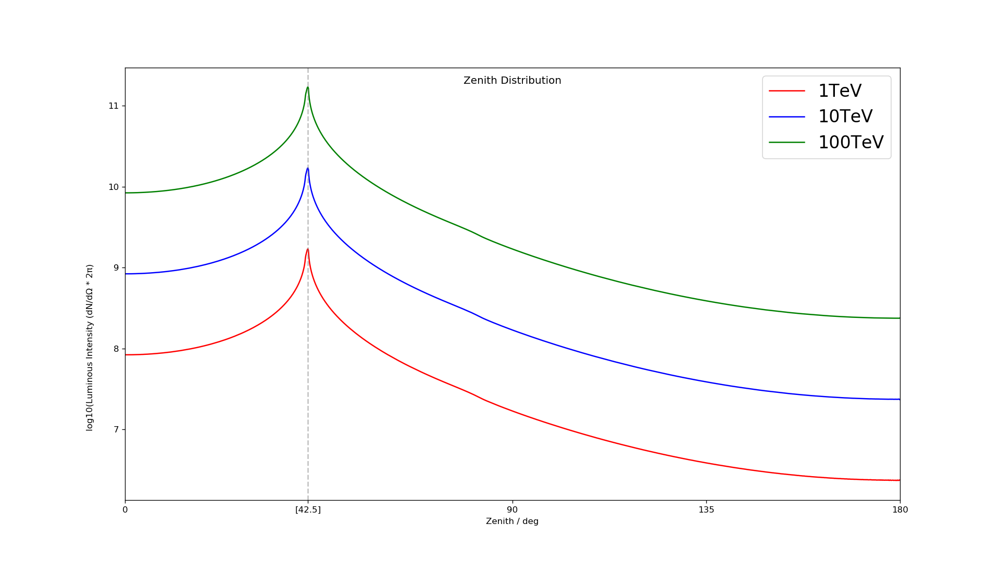 Zenith Distribution
1TeV
10TeV
100TeV
11
10
9
8
7
log10(Luminous Intensity (dN/dΩ * 2π)
0
[42.5]
90
135
180
Zenith / deg